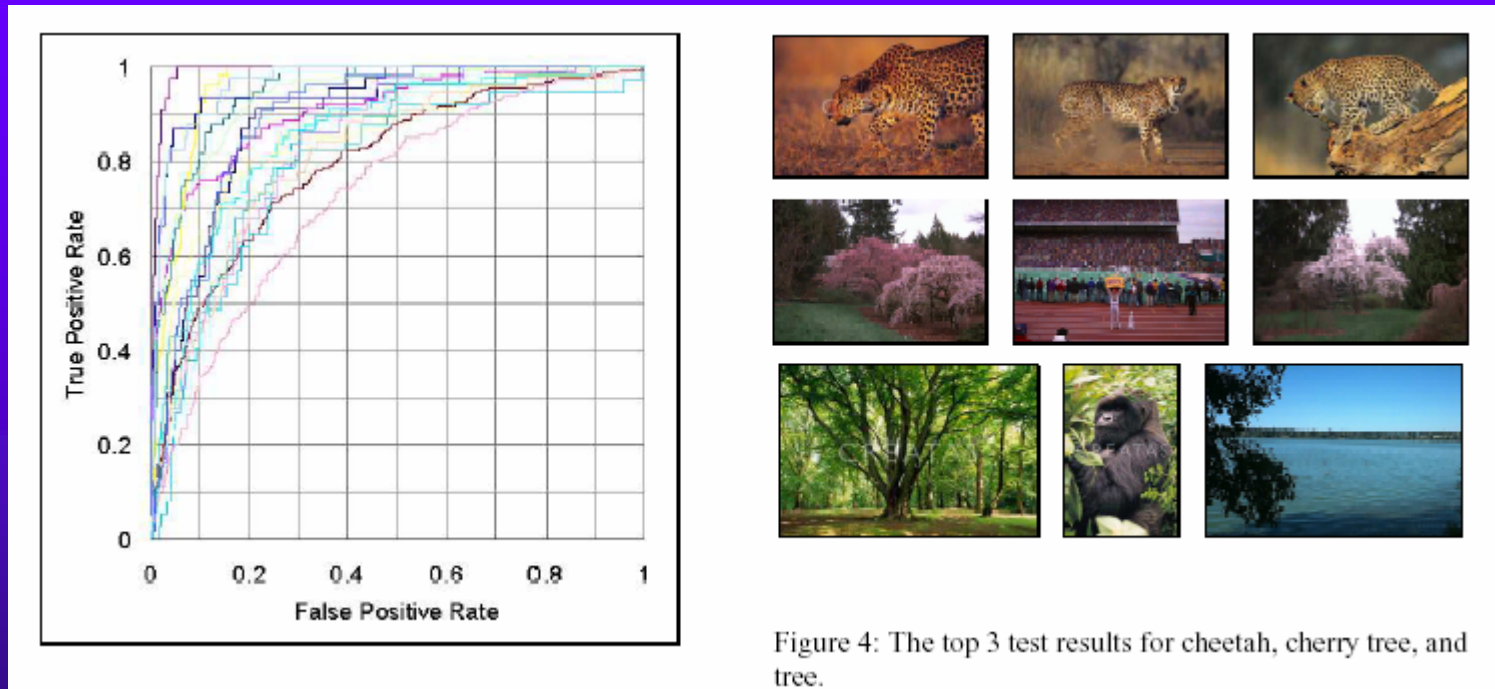 1
0.8
0.6
0.4
0.2
0
True Positive Rate
0 0.2 0.4 0.6 0.8 1
False Positive Rate
Figure 4: The top 3 test results for cheetah, cherry tree, and
tree.